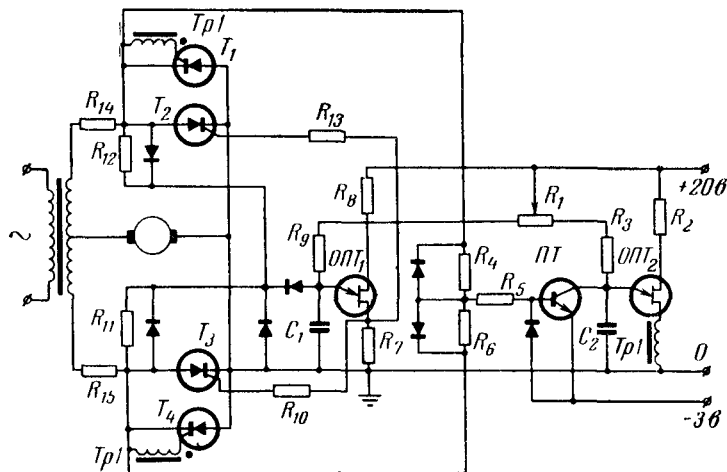 Тр1
T₁
T₂
R₁₄
R₁₃
R₁₂
+20в
R₈
R₁
R₂
R₉
R₃
ОПТ₁
R₄
ПТ
ОПТ₂
R₅
~
R₁₁
T₃
C₁
R₇
R₆
C₂
Тр1
0
R₁₅
R₁₀
-3в
T₄
Тр1